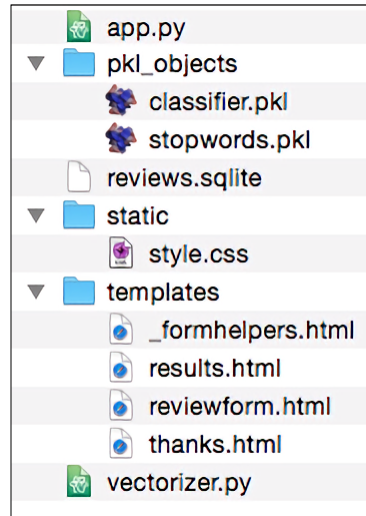 app.py
pkl_objects
classifier.pkl
stopwords.pkl
reviews.sqlite
static
style.css
templates
_formhelpers.html
results.html
reviewform.html
thanks.html
vectorizer.py